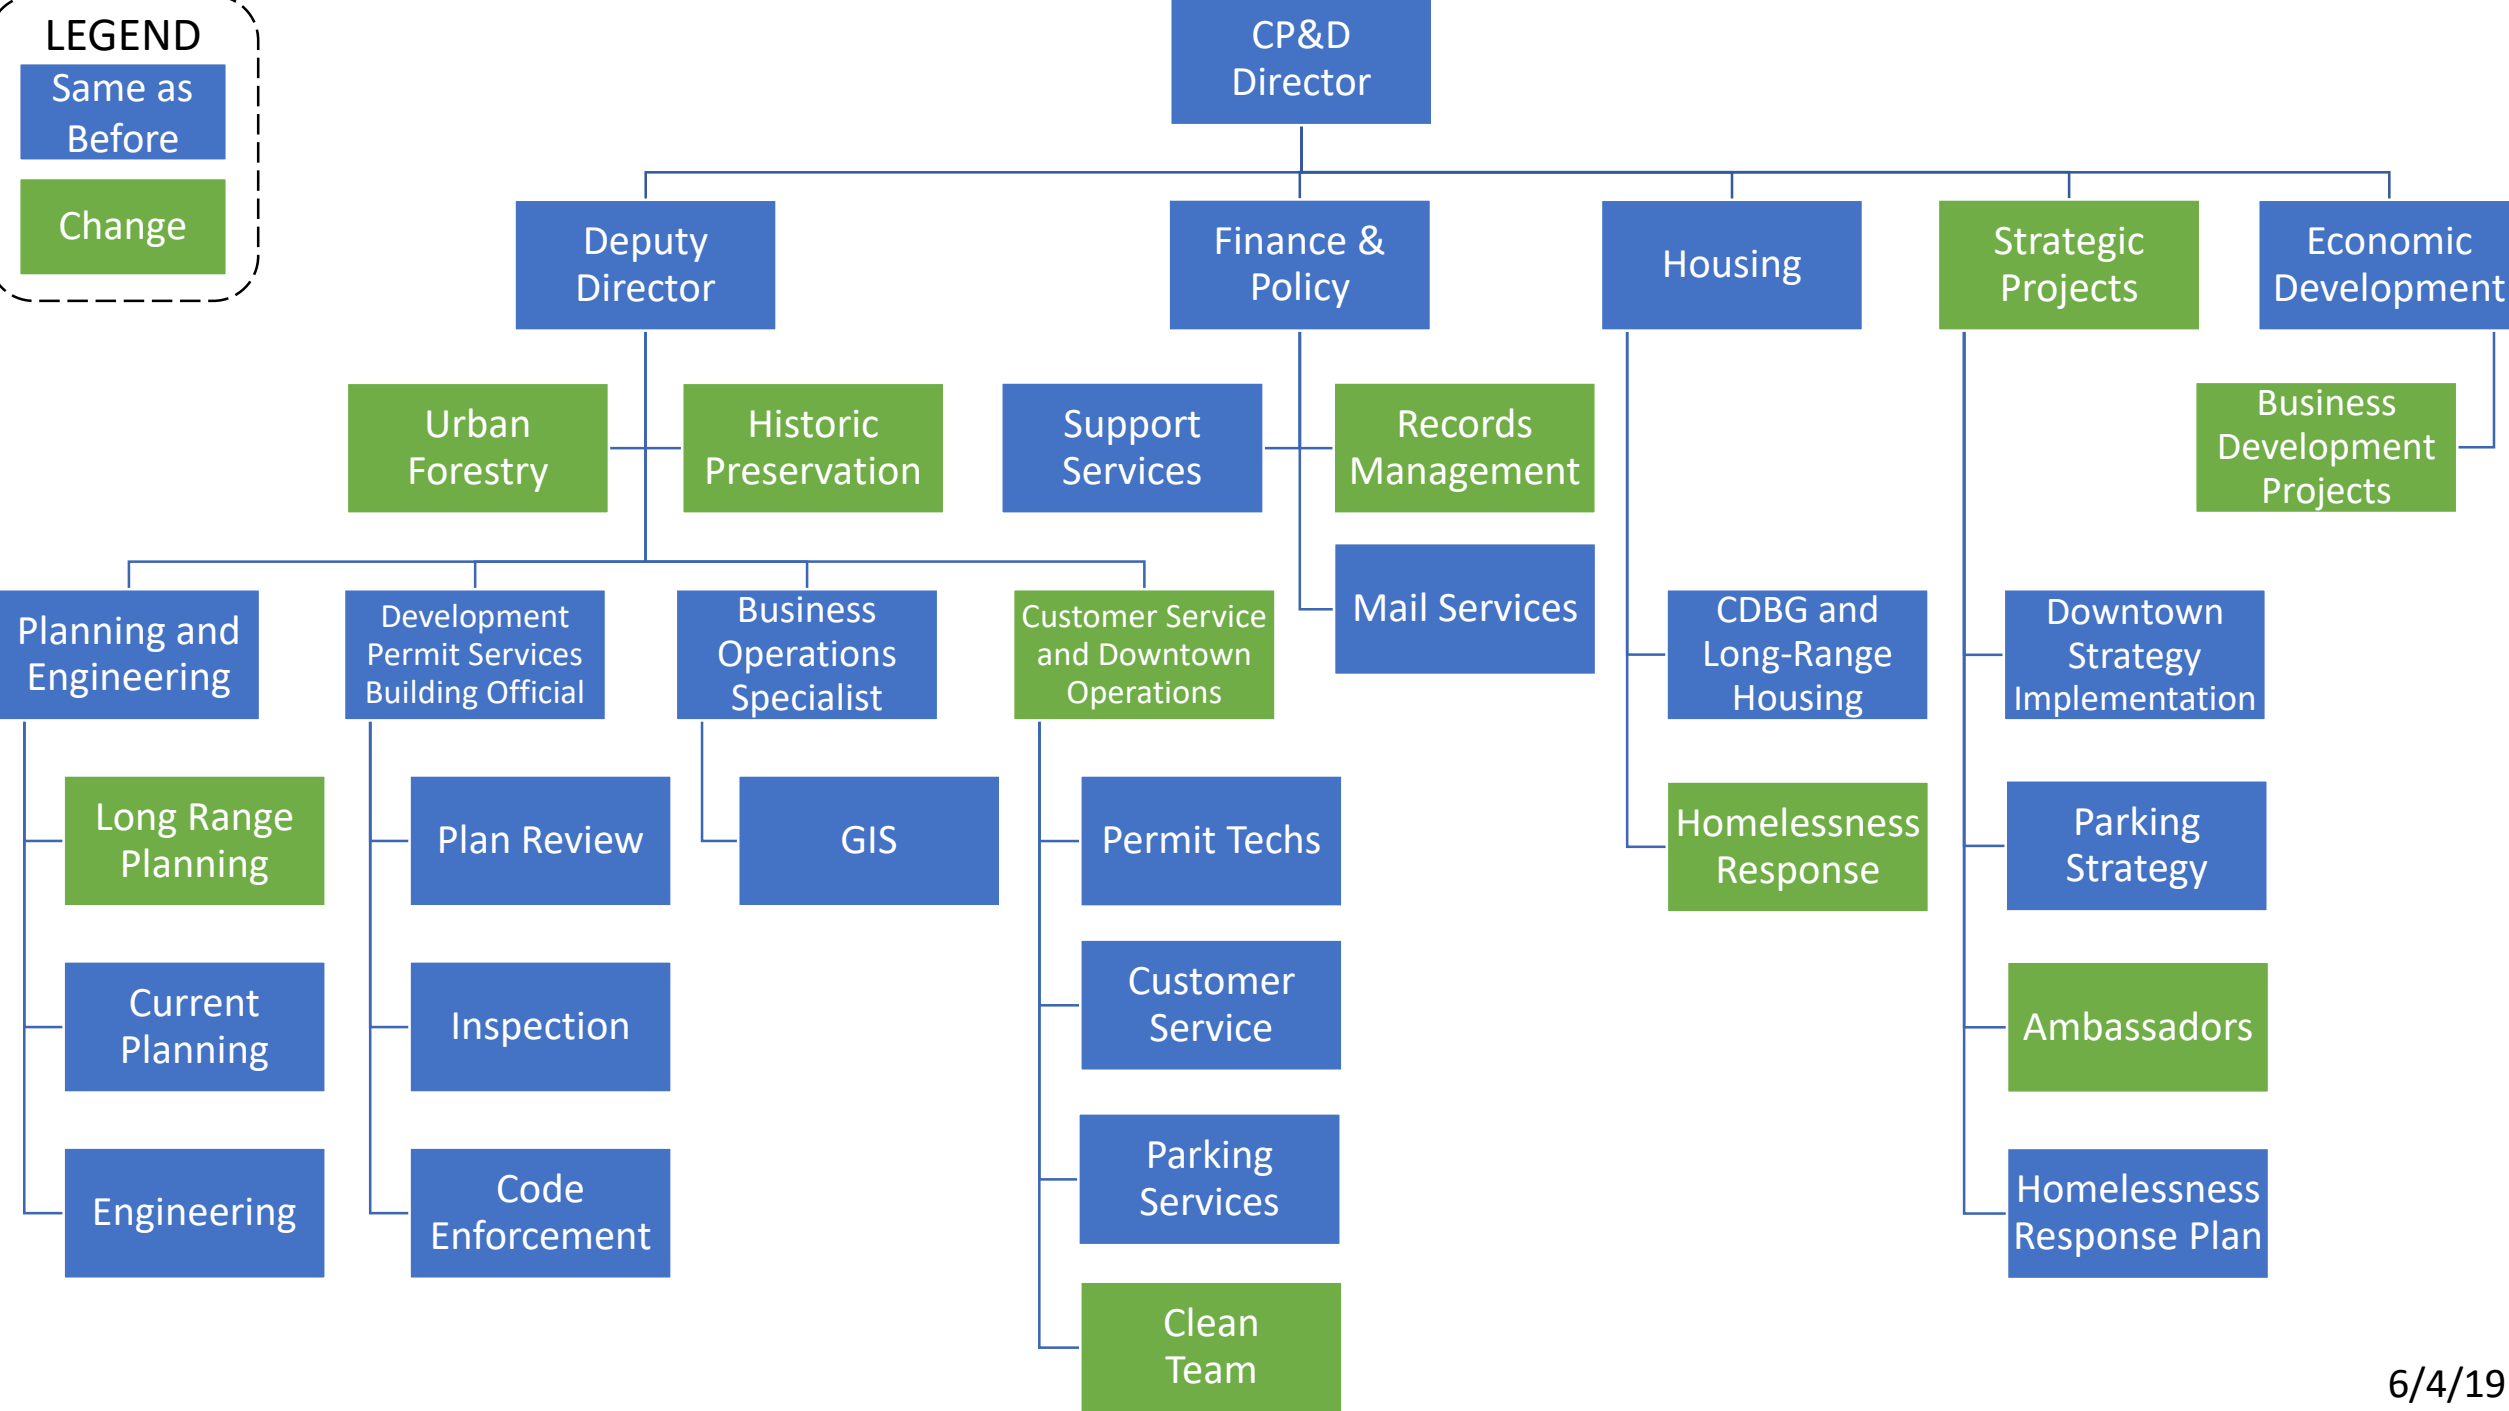 LEGEND
Same as
Before
Change
CP&D
Director
Deputy
Director
Finance &
Policy
Housing
Strategic
Projects
Economic
Development
Urban
Forestry
Historic
Preservation
Support
Services
Records
Management
Business
Development
Projects
Mail Services
Planning and
Engineering
Development
Permit Services
Building Official
Business
Operations
Specialist
Customer Service
and Downtown
Operations
CDBG and
Long-Range
Housing
Downtown
Strategy
Implementation
Long Range
Planning
Plan Review
GIS
Permit Techs
Homelessness
Response
Parking
Strategy
Current
Planning
Inspection
Customer
Service
Ambassadors
Engineering
Code
Enforcement
Parking
Services
Homelessness
Response Plan
Clean
Team
6/4/19